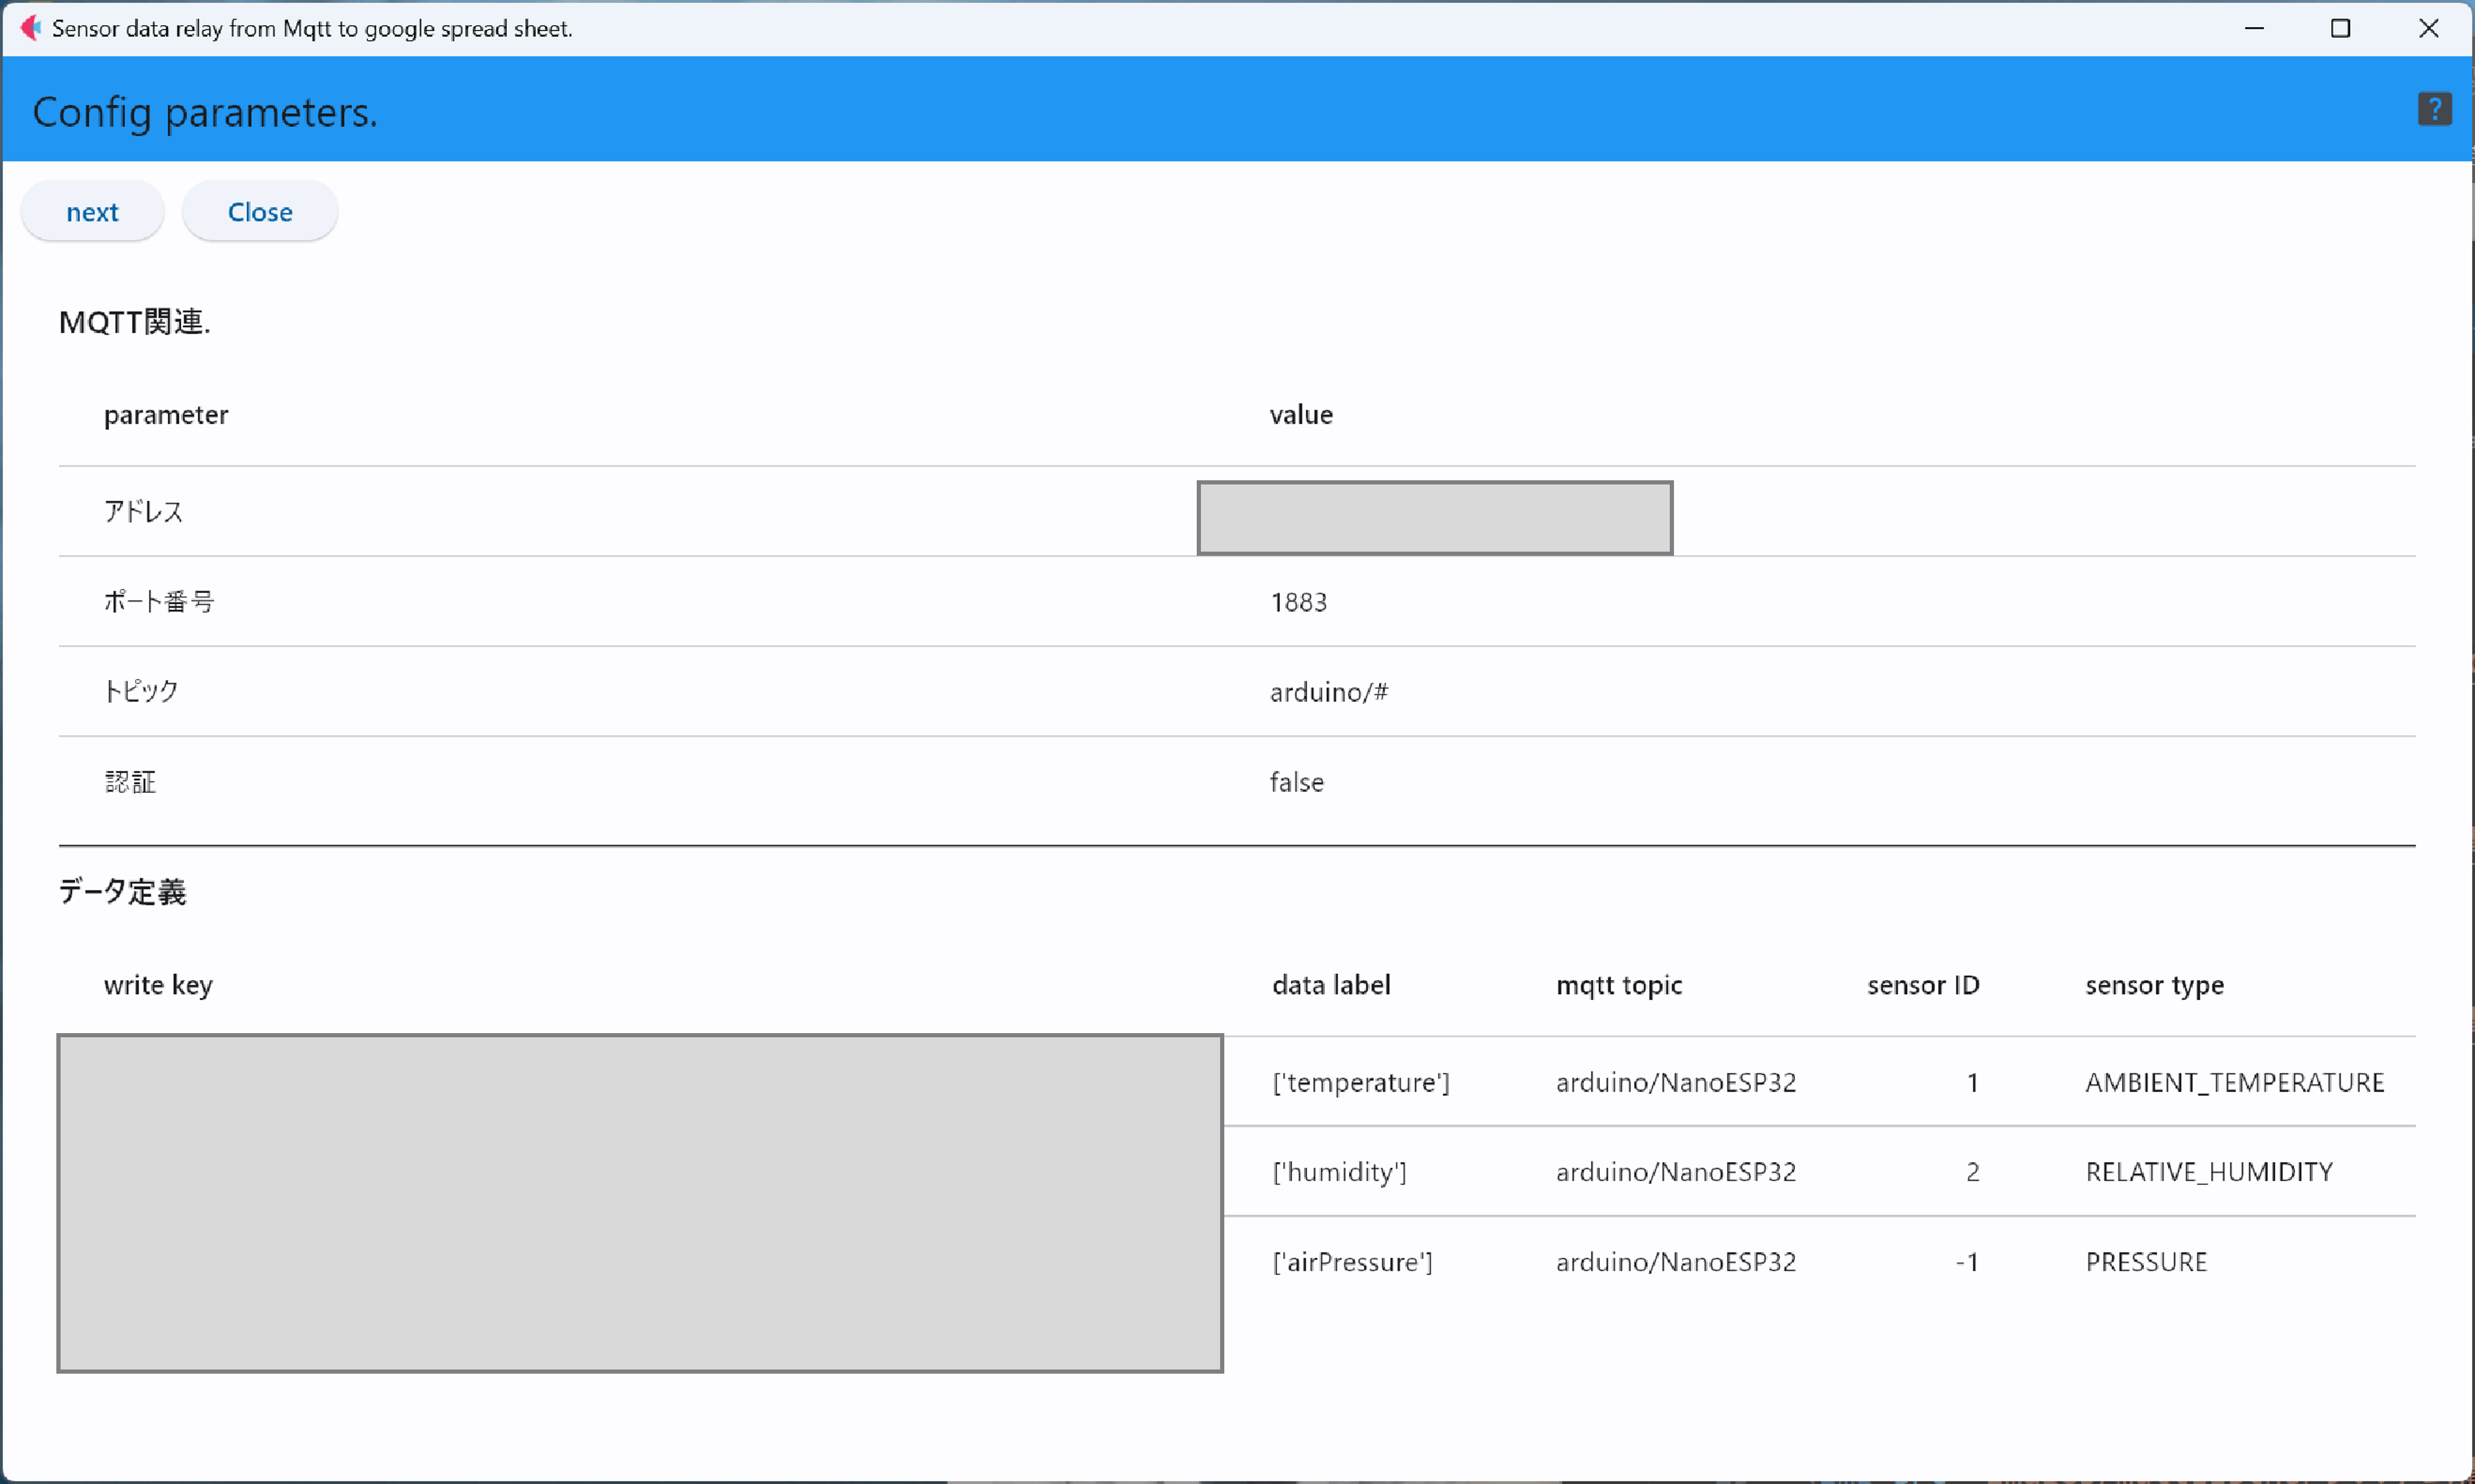 Sensor data relay from Mqtt to google spread sheet.
Config parameters.
?
next Close
MQTT関連.
parameter value
アドレス
ポート番号 1883
トピック arduino/#
認証 false
データ定義
write key data label mqtt topic sensor ID sensor type
['temperature'] arduino/NanoESP32 1 AMBIENT_TEMPERATURE
['humidity'] arduino/NanoESP32 2 RELATIVE_HUMIDITY
['airPressure'] arduino/NanoESP32 -1 PRESSURE